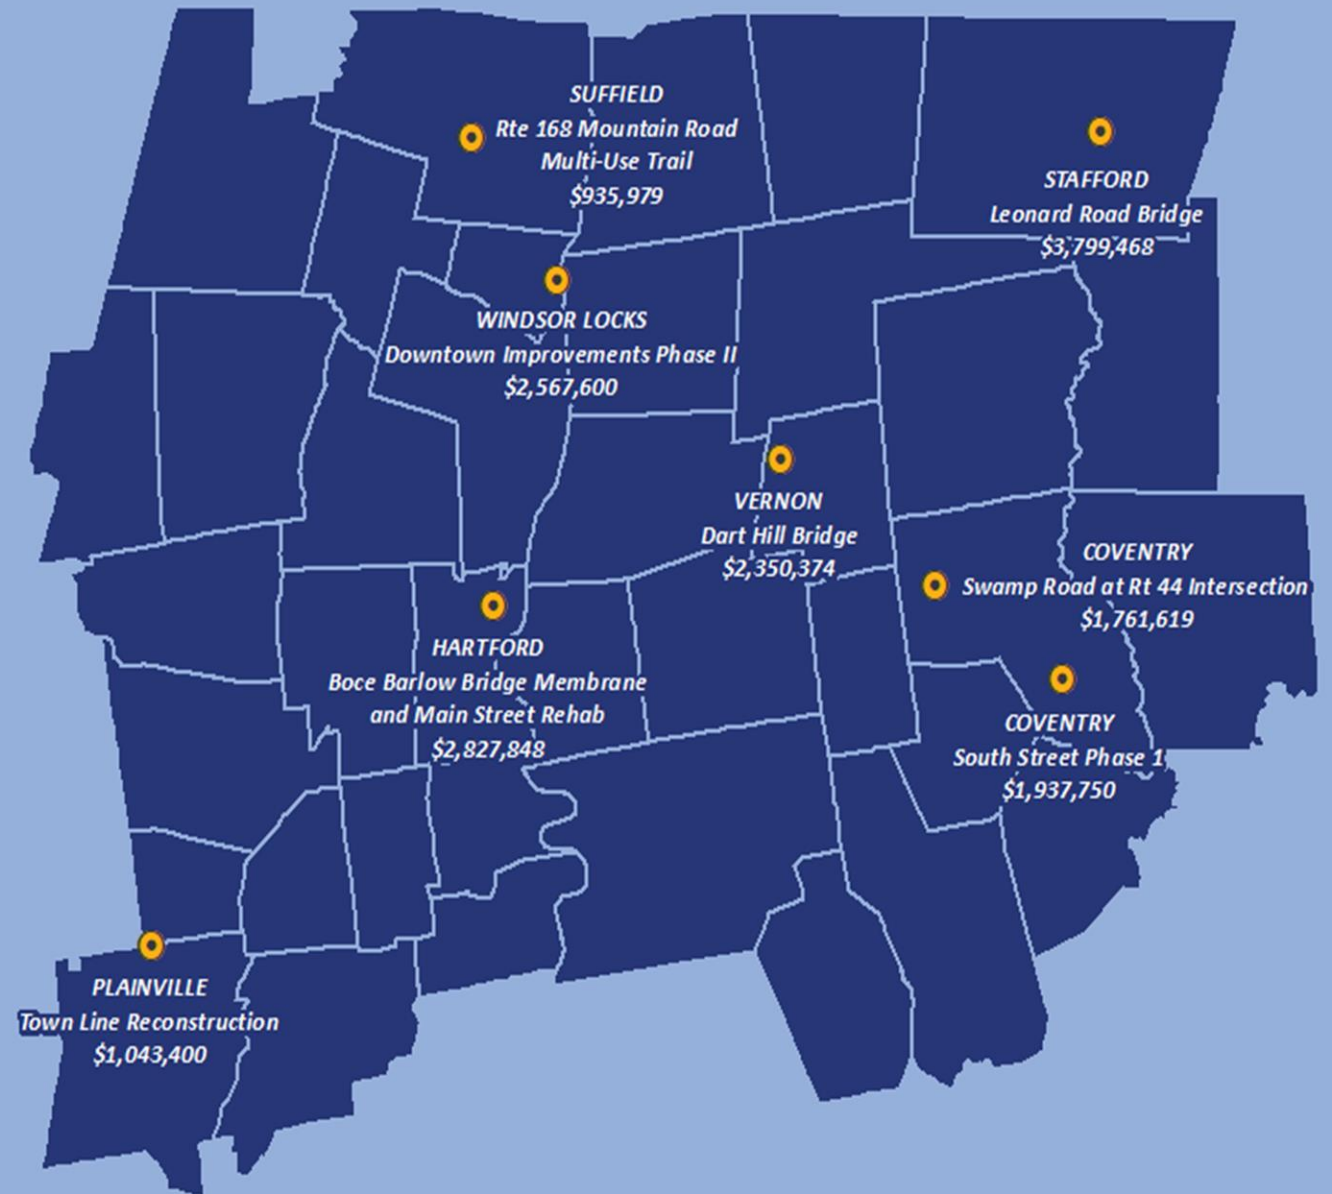 SUFFIELD
Rte 168 Mountain Road
Multi-Use Trail
$935,979
STAFFORD
Leonard Road Bridge
$3,799,468
WINDSOR LOCKS
Downtown Improvements Phase II
$2,567,600
VERNON
Dart Hill Bridge
$2,350,374
COVENTRY
Swamp Road at Rt 44 Intersection
$1,761,619
HARTFORD
Boce Barlow Bridge Membrane
and Main Street Rehab
$2,827,848
COVENTRY
South Street Phase 1
$1,937,750
PLAINVILLE
Town Line Reconstruction
$1,043,400